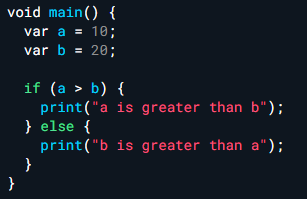 void main() {
  var a = 10;
  var b = 20;

  if (a > b) {
    print("a is greater than b");
  } else {
    print("b is greater than a");
  }
}